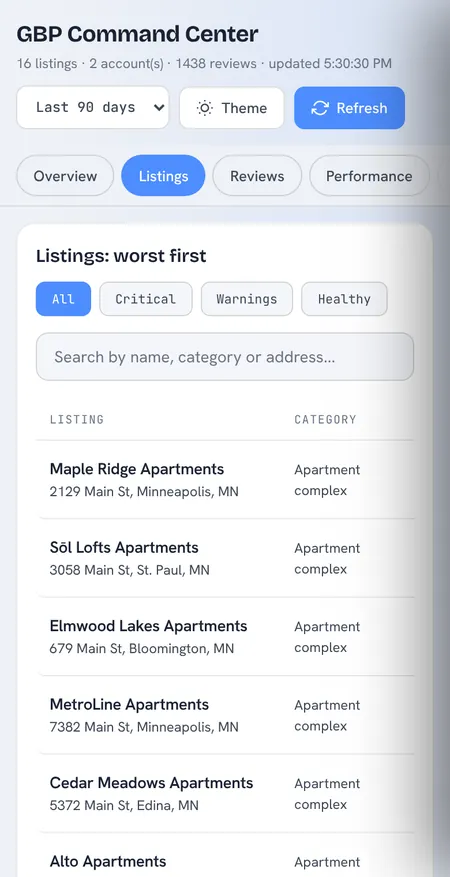 GBP Command Center
16 listings · 2 account(s) · 1438 reviews · updated 5:30:30 PM
Last 90 days
Theme
Refresh
Overview
Listings
Reviews
Performance
Listings: worst first
All
Critical
Warnings
Healthy
Search by name, category or address...
LISTING
CATEGORY
Maple Ridge Apartments
2129 Main St, Minneapolis, MN
Apartment
complex
Sōl Lofts Apartments
3058 Main St, St. Paul, MN
Apartment
complex
Elmwood Lakes Apartments
679 Main St, Bloomington, MN
Apartment
complex
MetroLine Apartments
7382 Main St, Minneapolis, MN
Apartment
complex
Cedar Meadows Apartments
5372 Main St, Edina, MN
Apartment
complex
Alto Apartments
Apartment